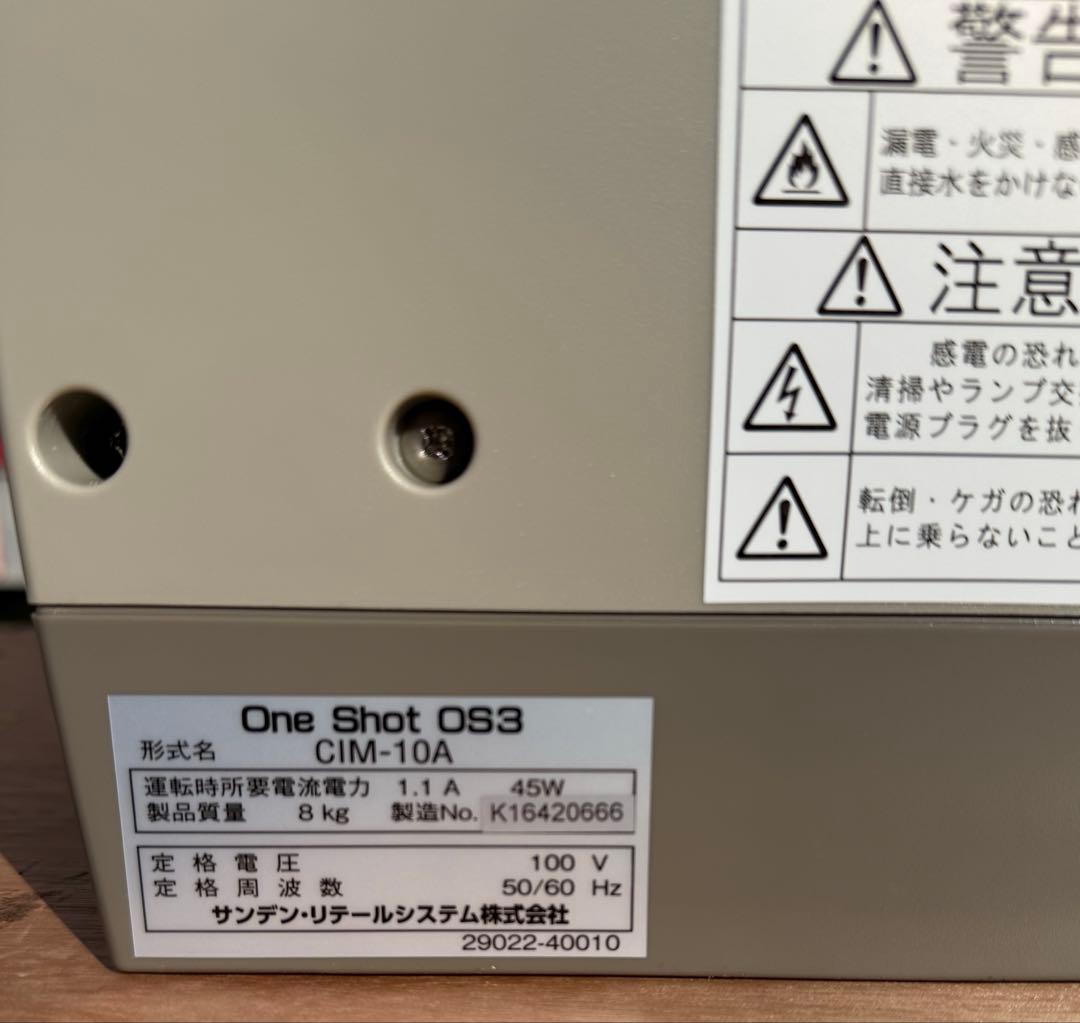 警告
漏電・火災・感
直接水をかけな
注意
感電の恐れ
清掃やランプ交
電源プラグを抜
転倒・ケガの恐れ
上に乗らないこと
One Shot OS3
形式名 CIM-10A
運転時所要電流電力 1.1 A 45W
製品質量 8 kg 製造No. K16420666
定格電圧 100 V
定格周波数 50/60 Hz
サンデン・リテールシステム株式会社
29022-40010